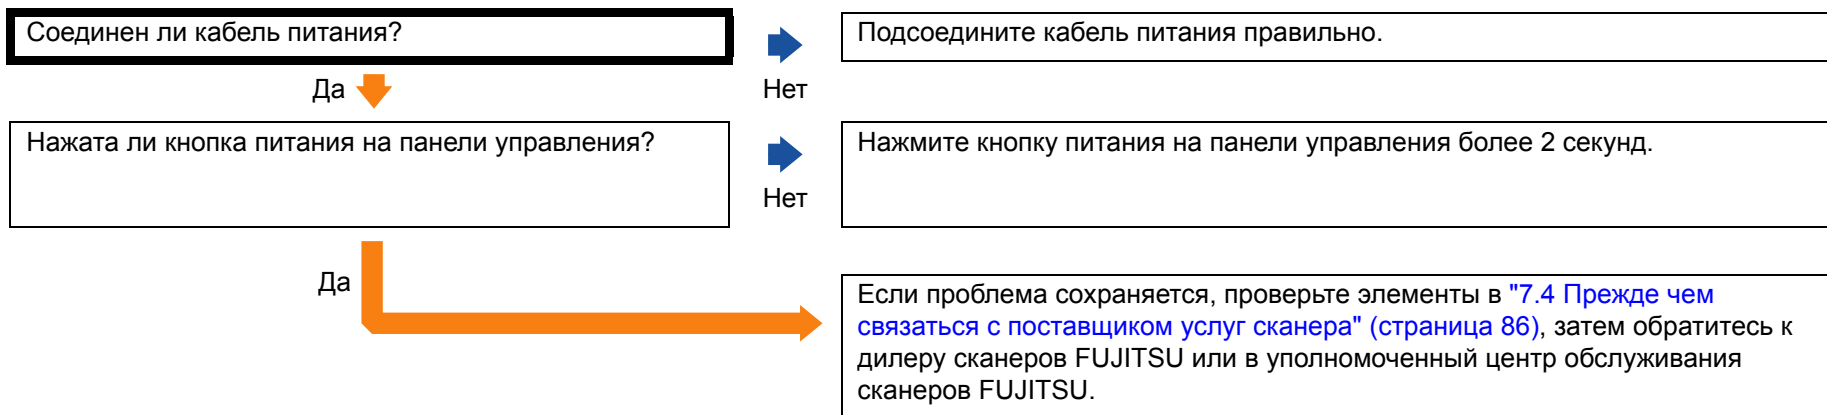 Соединен ли кабель питания?
Подсоедините кабель питания правильно.
Да
Нет
Нажата ли кнопка питания на панели управления?
Нажмите кнопку питания на панели управления более 2 секунд.
Нет
Да
Если проблема сохраняется, проверьте элементы в "7.4 Прежде чем
связаться с поставщиком услуг сканера" (страница 86), затем обратитесь к
дилеру сканеров FUJITSU или в уполномоченный центр обслуживания
сканеров FUJITSU.